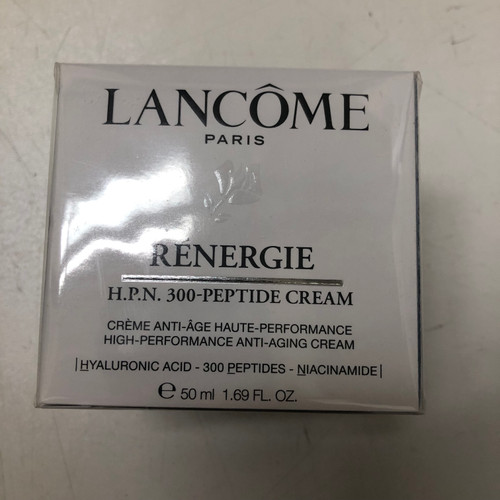 LANCÔME
PARIS
RÉNERGIE
H.P.N. 300-PEPTIDE CREAM
CRÈME ANTI-ÂGE HAUTE-PERFORMANCE
HIGH-PERFORMANCE ANTI-AGING CREAM
|HYALURONIC ACID - 300 PEPTIDES - NIACINAMIDE|
℮ 50 ml 1.69 FL. OZ.